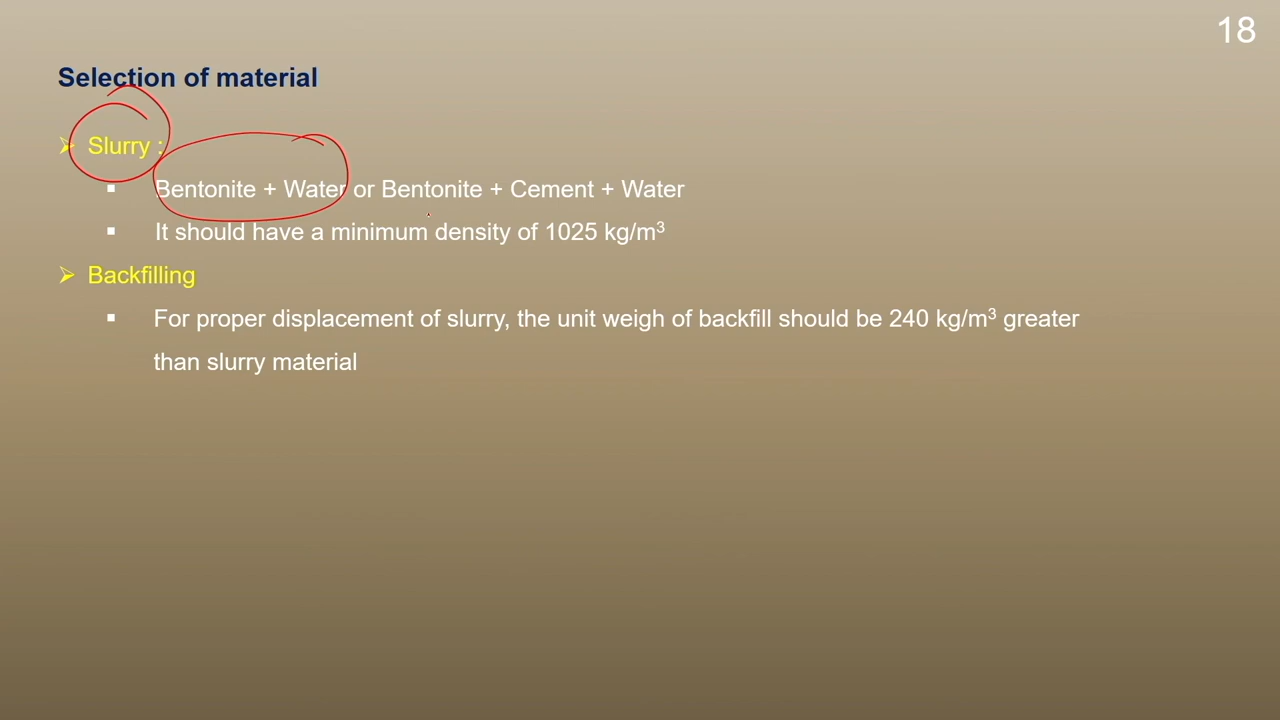 18
Selection of material
Slurry :
Bentonite + Water or Bentonite + Cement + Water
It should have a minimum density of 1025 kg/m³
Backfilling
For proper displacement of slurry, the unit weigh of backfill should be 240 kg/m³ greater
than slurry material